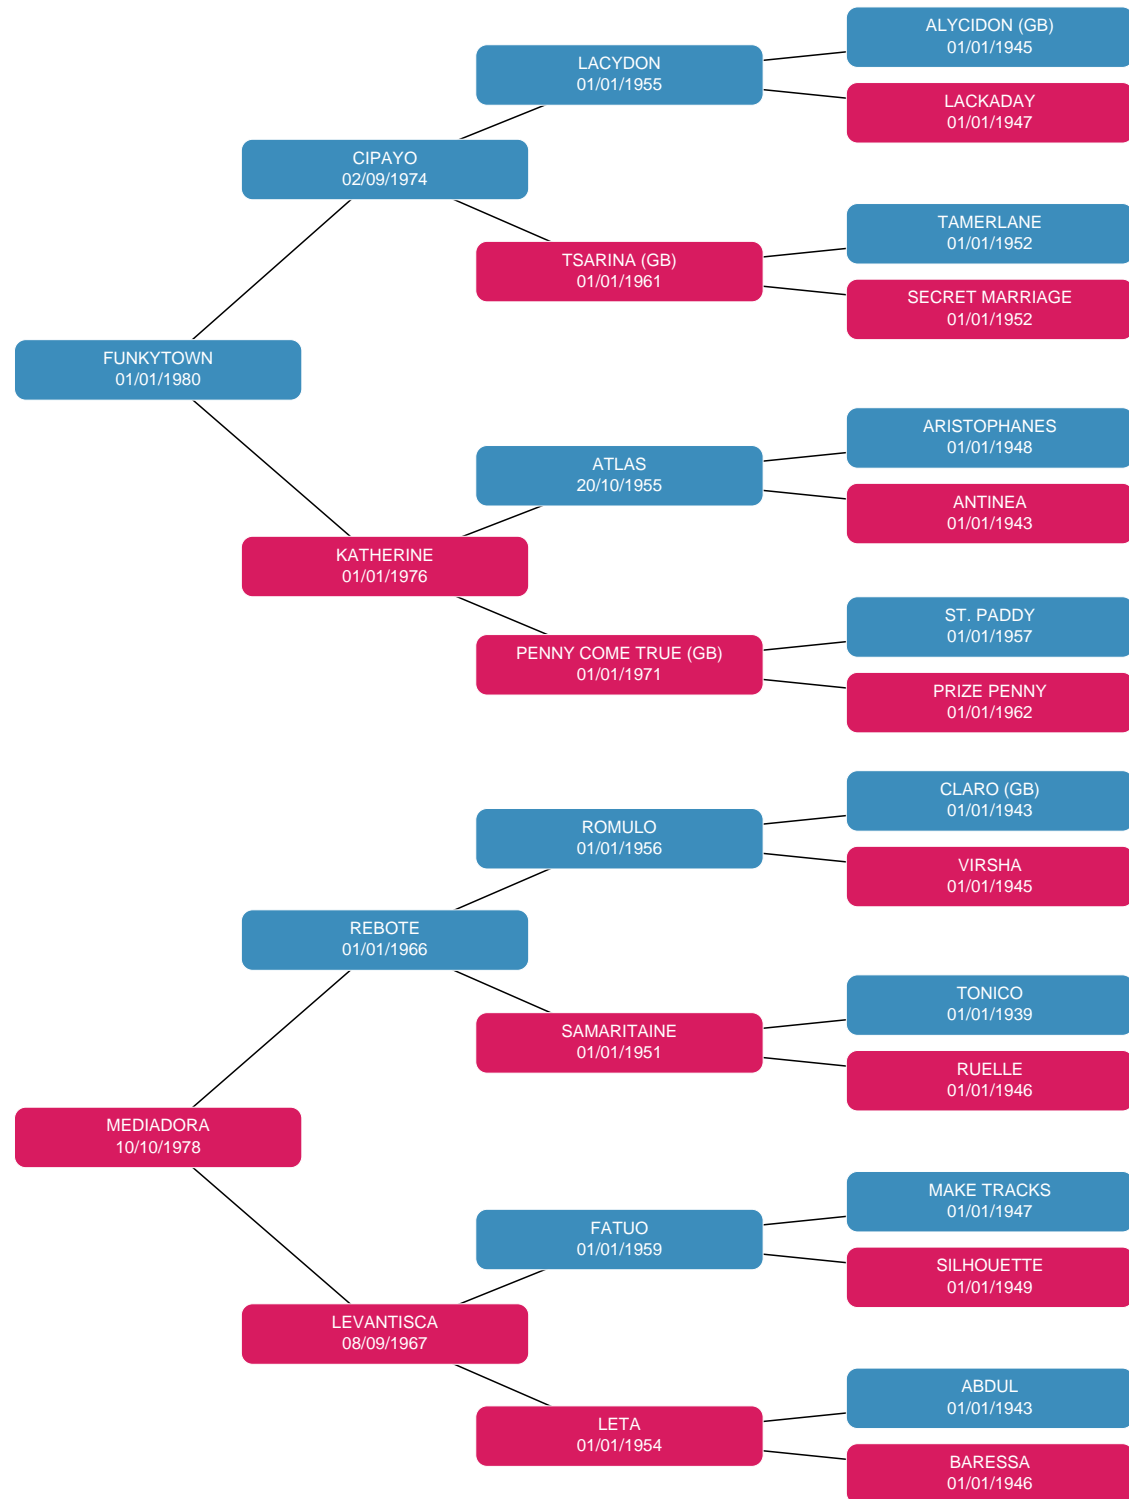 ALYCIDON (GB)
01/01/1945
LACYDON
01/01/1955
LACKADAY
01/01/1947
CIPAYO
02/09/1974
TAMERLANE
01/01/1952
TSARINA (GB)
01/01/1961
SECRET MARRIAGE
01/01/1952
FUNKYTOWN
01/01/1980
ARISTOPHANES
01/01/1948
ATLAS
20/10/1955
ANTINEA
01/01/1943
KATHERINE
01/01/1976
ST. PADDY
01/01/1957
PENNY COME TRUE (GB)
01/01/1971
PRIZE PENNY
01/01/1962
CLARO (GB)
01/01/1943
ROMULO
01/01/1956
VIRSHA
01/01/1945
REBOTE
01/01/1966
TONICO
01/01/1939
SAMARITAINE
01/01/1951
RUELLE
01/01/1946
MEDIADORA
10/10/1978
MAKE TRACKS
01/01/1947
FATUO
01/01/1959
SILHOUETTE
01/01/1949
LEVANTISCA
08/09/1967
ABDUL
01/01/1943
LETA
01/01/1954
BARESSA
01/01/1946